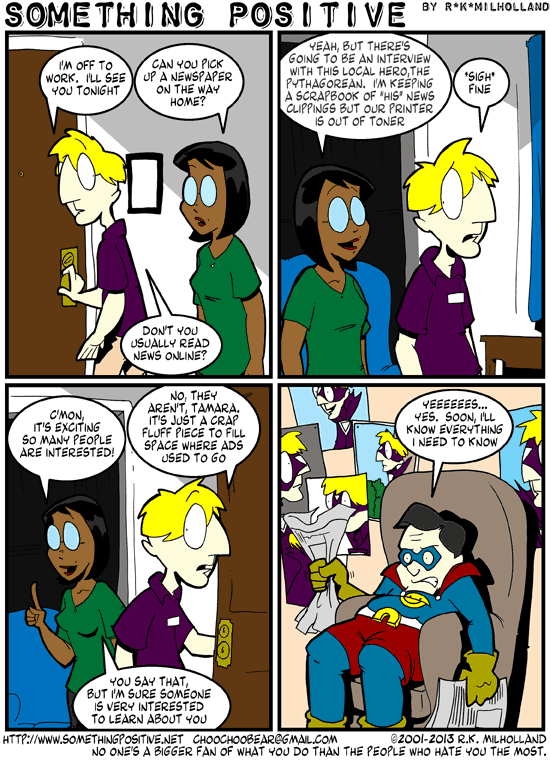 SOMETHING POSITIVE BY R*K*MILHOLLAND
I'M OFF TO
WORK. I'LL SEE
YOU TONIGHT
CAN YOU PICK
UP A NEWSPAPER
ON THE WAY
HOME?
DON'T YOU
USUALLY READ
NEWS ONLINE?
YEAH, BUT THERE'S
GOING TO BE AN INTERVIEW
WITH THIS LOCAL HERO,THE
PYTHAGOREAN. I'M KEEPING
A SCRAPBOOK OF *HIS* NEWS
CLIPPINGS BUT OUR PRINTER
IS OUT OF TONER
*SIGH*
FINE
C'MON,
IT'S EXCITING
SO MANY PEOPLE
ARE INTERESTED!
NO, THEY
AREN'T, TAMARA.
IT'S JUST A CRAP
FLUFF PIECE TO FILL
SPACE WHERE ADS
USED TO GO
YOU SAY THAT,
BUT I'M SURE SOMEONE
IS VERY INTERESTED
TO LEARN ABOUT YOU
YEEEEEES...
YES. SOON, I'LL
KNOW EVERYTHING
I NEED TO KNOW
HTTP://WWW.SOMETHINGPOSITIVE.NET CHOOCHOOBEAR@GMAIL.COM ©2001-2013 R.K. MILHOLLAND
NO ONE'S A BIGGER FAN OF WHAT YOU DO THAN THE PEOPLE WHO HATE YOU THE MOST.